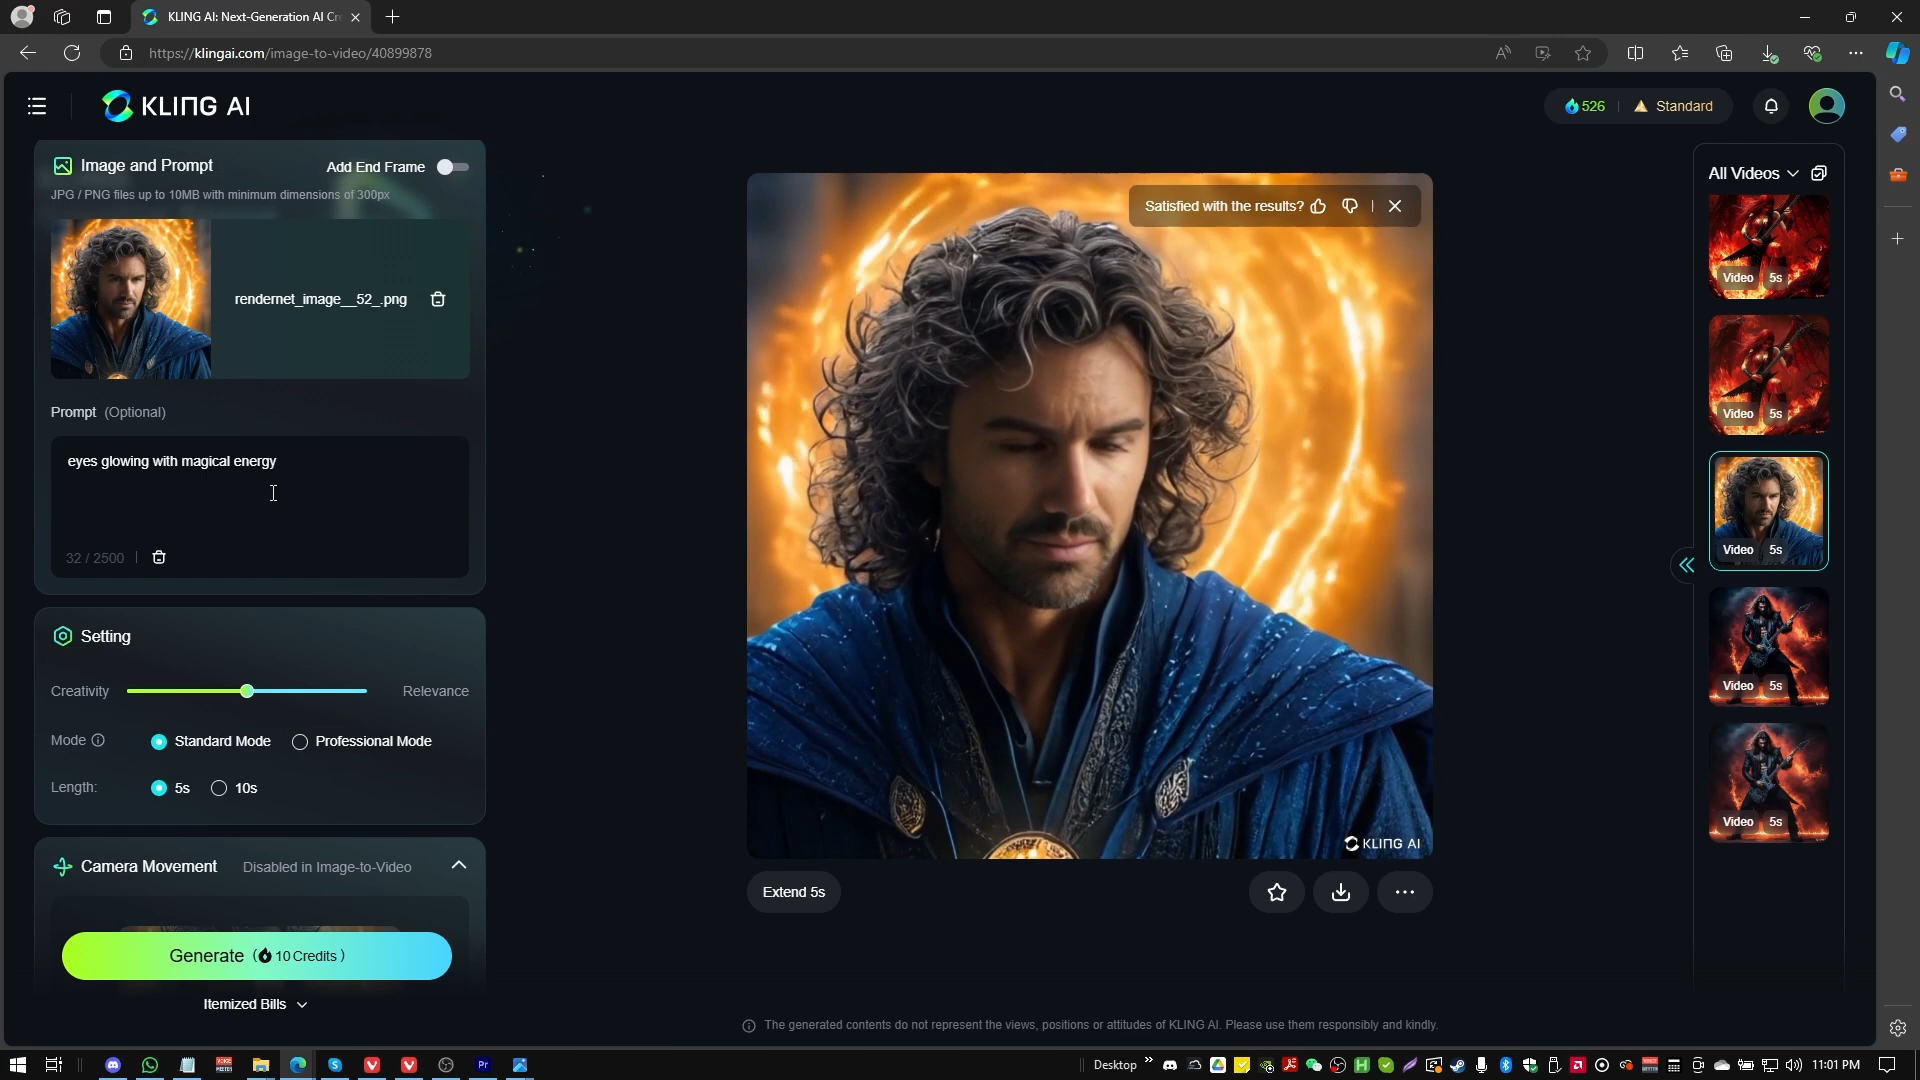 KLING AI: Next-Generation AI Cr
https://klingai.com/image-to-video/40899878
KLING AI
526
Standard
Image and Prompt
Add End Frame
JPG / PNG files up to 10MB with minimum dimensions of 300px
rendernet_image__52_.png
Prompt (Optional)
eyes glowing with magical energy
32 / 2500
Setting
Creativity
Relevance
Mode
Standard Mode
Professional Mode
Length:
5s
10s
Camera Movement
Disabled in Image-to-Video
Generate ( 10 Credits )
Itemized Bills
Satisfied with the results?
KLING AI
Extend 5s
The generated contents do not represent the views, positions or attitudes of KLING AI. Please use them responsibly and kindly.
All Videos
Video 5s
Video 5s
Video 5s
Video 5s
Video 5s
Desktop
11:01 PM